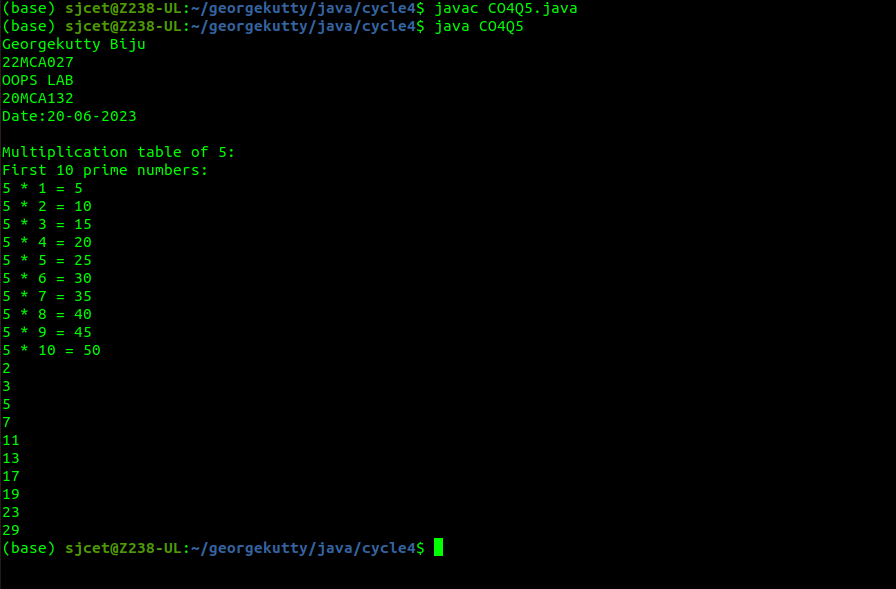 (base) sjcet@Z238-UL:~/georgekutty/java/cycle4$ javac CO4Q5.java
(base) sjcet@Z238-UL:~/georgekutty/java/cycle4$ java CO4Q5
Georgekutty Biju
22MCA027
OOPS LAB
20MCA132
Date:20-06-2023

Multiplication table of 5:
First 10 prime numbers:
5 * 1 = 5
5 * 2 = 10
5 * 3 = 15
5 * 4 = 20
5 * 5 = 25
5 * 6 = 30
5 * 7 = 35
5 * 8 = 40
5 * 9 = 45
5 * 10 = 50
2
3
5
7
11
13
17
19
23
29
(base) sjcet@Z238-UL:~/georgekutty/java/cycle4$